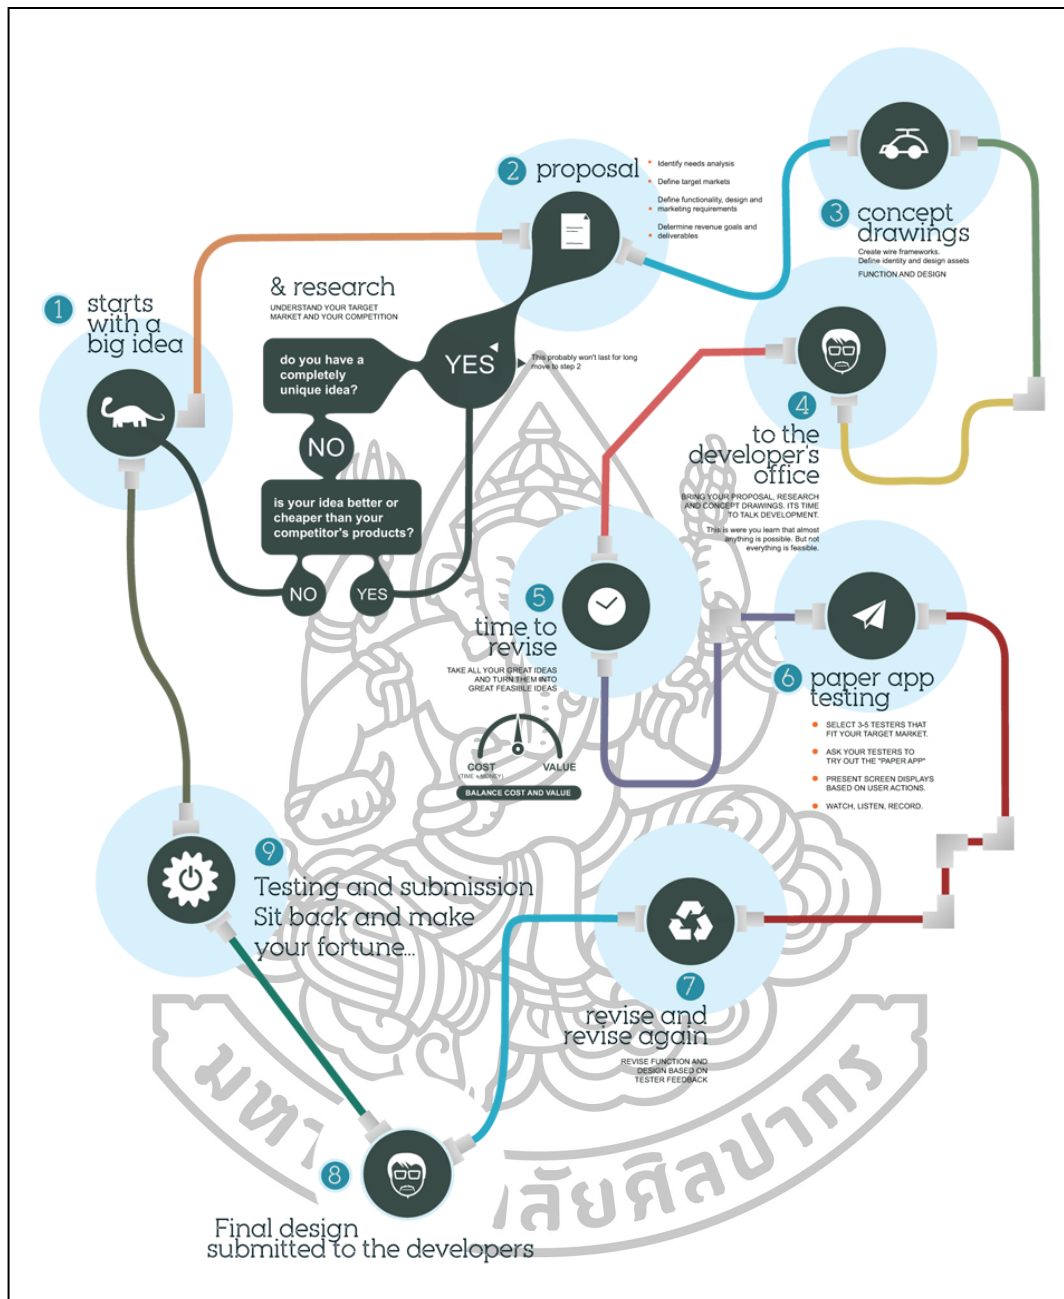 1
starts
with a
big idea
& research
UNDERSTAND YOUR TARGET
MARKET AND YOUR COMPETITION
do you have a
completely
unique idea?
YES
This probably won't last for long
move to step 2
NO
is your idea better or
cheaper than your
competitor's products?
NO
YES
2
proposal
Identify needs analysis
Define target markets
Define functionality, design and
marketing requirements
Determine revenue goals and
deliverables
3
concept
drawings
Create wire frameworks.
Define identity and design assets
FUNCTION AND DESIGN
4
to the
developer's
office
BRING YOUR PROPOSAL, RESEARCH
AND CONCEPT DRAWINGS. ITS TIME
TO TALK DEVELOPMENT.
This is were you learn that almost
anything is possible. But not
everything is feasible.
5
time to
revise
TAKE ALL YOUR GREAT IDEAS
AND TURN THEM INTO
GREAT FEASIBLE IDEAS
COST
VALUE
(TIME + MONEY)
BALANCE COST AND VALUE
6
paper app
testing
SELECT 3-5 TESTERS THAT
FIT YOUR TARGET MARKET.
ASK YOUR TESTERS TO
TRY OUT THE "PAPER APP"
PRESENT SCREEN DISPLAYS
BASED ON USER ACTIONS.
WATCH, LISTEN, RECORD.
7
revise and
revise again
REVISE FUNCTION AND
DESIGN BASED ON
TESTER FEEDBACK
8
Final design
submitted to the developers
9
Testing and submission
Sit back and make
your fortune...